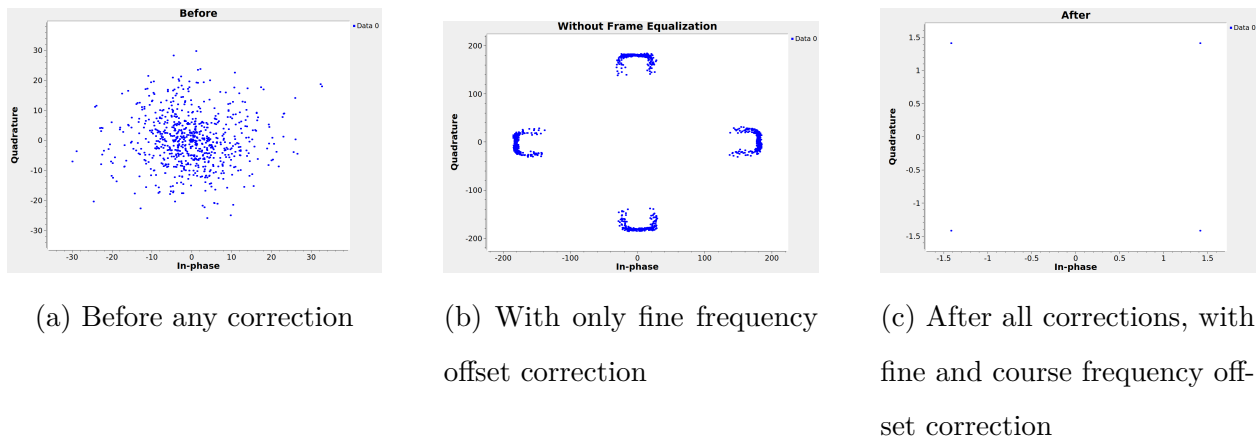 Before
Data 0
Quadrature
30
20
10
0
-10
-20
-30
-30
-20
-10
0
10
20
30
In-phase
(a) Before any correction
Without Frame Equalization
Data 0
Quadrature
200
100
0
-100
-200
-200
-100
0
100
200
In-phase
(b) With only fine frequency
offset correction
After
Data 0
Quadrature
1.5
1
0.5
0
-0.5
-1
-1.5
-1.5
-1
-0.5
0
0.5
1
1.5
In-phase
(c) After all corrections, with
fine and course frequency off-
set correction